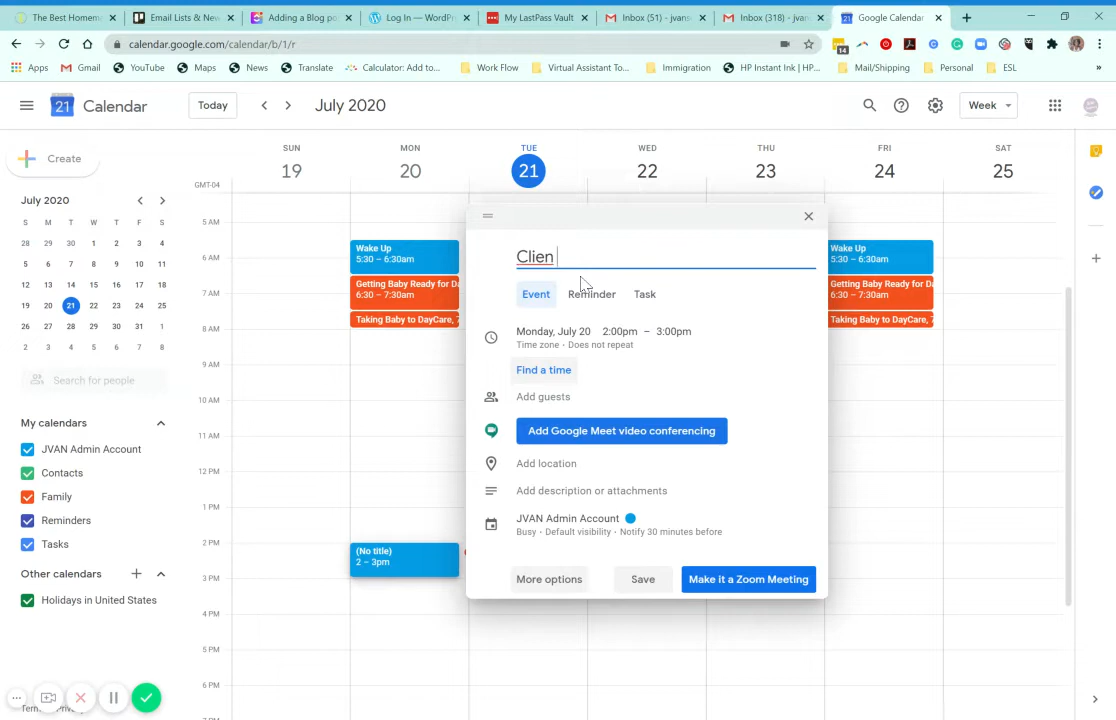 The Best Homem
Email Lists & New
Adding a Blog po
Log In — WordPr
My LastPass Vault
Inbox (51) - jvans
Inbox (318) - jvan
Google Calendar
calendar.google.com/calendar/b/1/r
14
Apps
Gmail
YouTube
Maps
News
Translate
Calculator: Add to...
Work Flow
Virtual Assistant To...
Immigration
HP Instant Ink | HP...
Mail/Shipping
Personal
ESL
»
21
Calendar
Today
July 2020
Week
Create
SUN
MON
TUE
WED
THU
FRI
SAT
19
20
21
22
23
24
25
GMT-04
July 2020
S M T W T F S
28 29 30 1 2 3 4
5 6 7 8 9 10 11
12 13 14 15 16 17 18
19 20 21 22 23 24 25
26 27 28 29 30 31 1
2 3 4 5 6 7 8
Search for people
My calendars
JVAN Admin Account
Contacts
Family
Reminders
Tasks
Other calendars
Holidays in United States
5 AM
6 AM
7 AM
8 AM
9 AM
10 AM
11 AM
12 PM
1 PM
2 PM
3 PM
4 PM
5 PM
6 PM
Wake Up
5:30 – 6:30am
Getting Baby Ready for Da
6:30 – 7:30am
Taking Baby to DayCare, 7
(No title)
2 – 3pm
Clien
Event
Reminder
Task
Monday, July 20 2:00pm – 3:00pm
Time zone · Does not repeat
Find a time
Add guests
Add Google Meet video conferencing
Add location
Add description or attachments
JVAN Admin Account
Busy · Default visibility · Notify 30 minutes before
More options
Save
Make it a Zoom Meeting
Wake Up
5:30 – 6:30am
Getting Baby Ready for Da
6:30 – 7:30am
Taking Baby to DayCare, 7